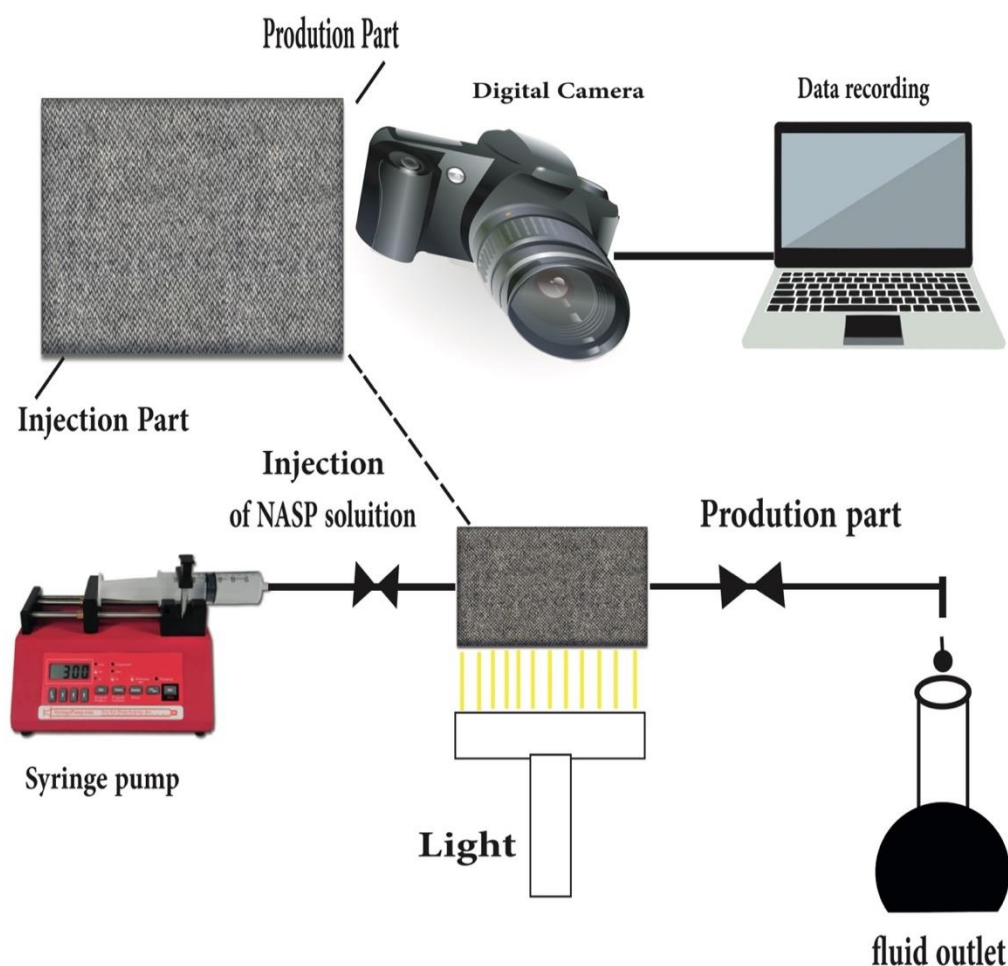 Prodution Part
Digital Camera
Data recording
Injection Part
Injection
of NASP soluition
Prodution part
300
Syringe pump
Light
fluid outlet